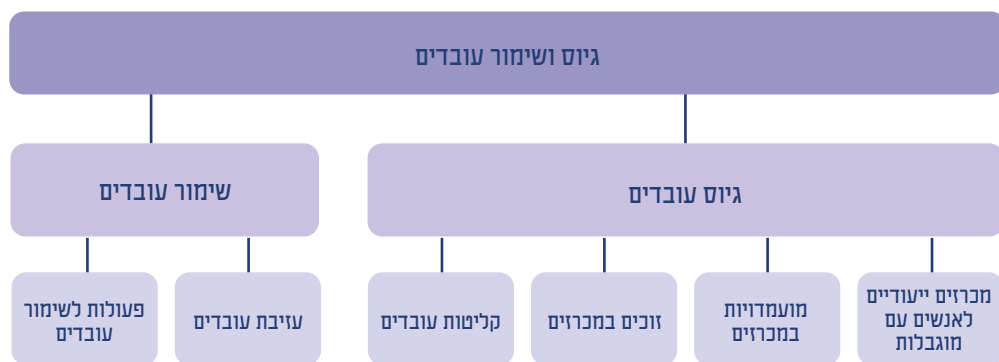 גיוס ושימור עובדים
גיוס עובדים
שימור עובדים
מכרזים ייעודיים
לאנשים עם
מוגבלות
מועמדויות
במכרזים
זוכים במכרזים
קליטות עובדים
עזיבת עובדים
פעולות לשימור
עובדים